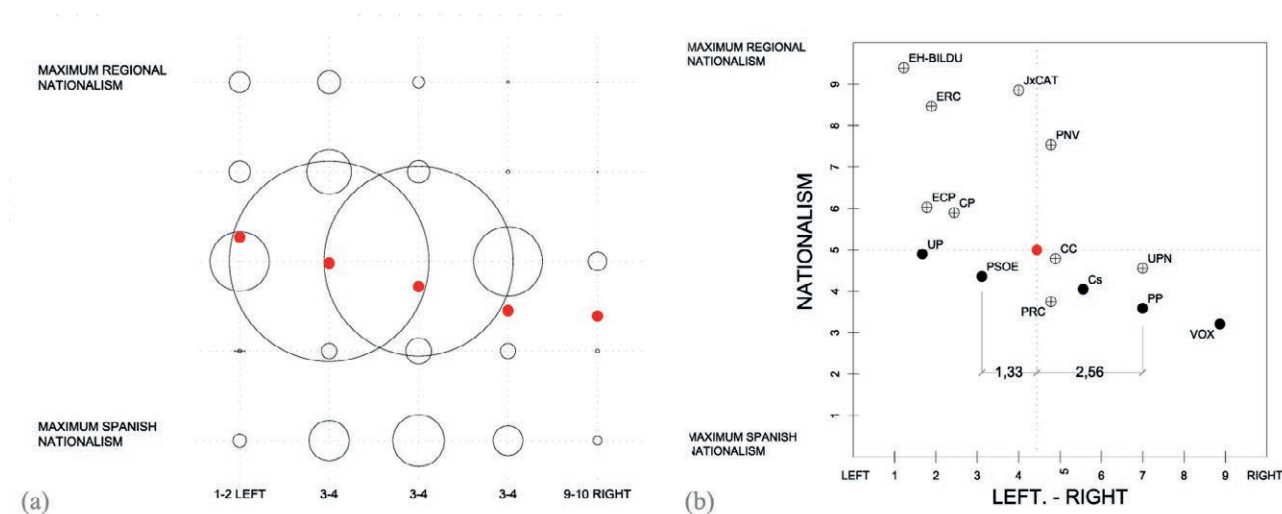 MAXIMUM REGIONAL
NATIONALISM
MAXIMUM SPANISH
NATIONALISM
1-2 LEFT
3-4
3-4
3-4
9-10 RIGHT
(a)
MAXIMUM REGIONAL
NATIONALISM
NATIONALISM
9
8
7
6
5
4
3
2
1
EH-BILDU
JxCAT
ERC
PNV
ECP
CP
UP
CC
PSOE
UPN
Cs
PRC
PP
VOX
1,33
2,56
MAXIMUM SPANISH
NATIONALISM
LEFT
1
2
3
4
5
6
7
8
9
RIGHT
LEFT. - RIGHT
(b)